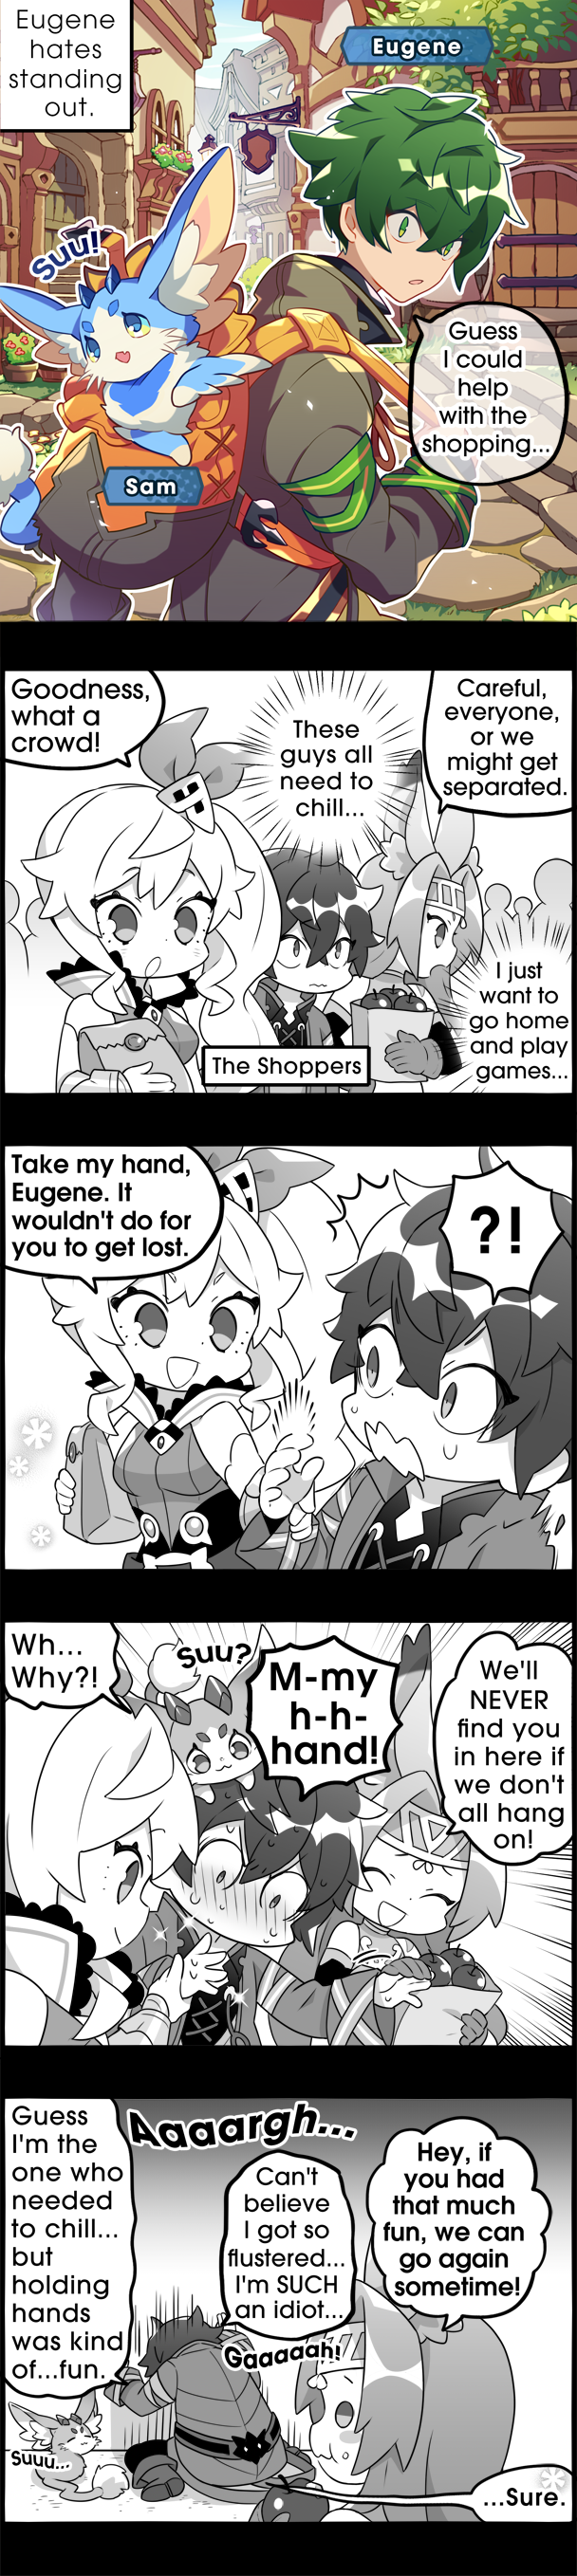 Eugene
hates
standing
out.
Eugene
Suu!
Sam
Guess
I could
help
with the
shopping...
Goodness,
what a
crowd!
These
guys all
need to
chill...
Careful,
everyone,
or we
might get
separated.
I just
want to
go home
and play
games...
The Shoppers
Take my hand,
Eugene. It
wouldn't do for
you to get lost.
?!
Wh...
Why?!
Suu?
M-my
h-h-
hand!
We'll
NEVER
find you
in here if
we don't
all hang
on!
Guess
I'm the
one who
needed
to chill...
but
holding
hands
was kind
of...fun.
Aaaargh...
Can't
believe
I got so
flustered...
I'm SUCH
an idiot...
Hey, if
you had
that much
fun, we can
go again
sometime!
Gaaaaah!
Suuu...
...Sure.